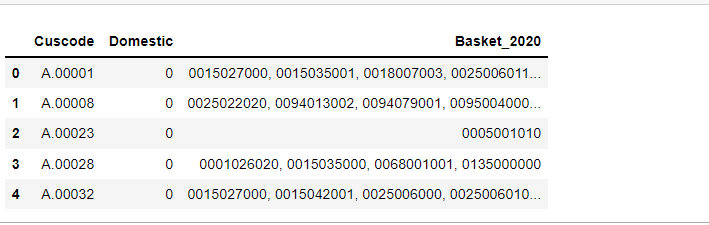 Cuscode Domestic Basket_2020
0 A.00001 0 0015027000, 0015035001, 0018007003, 0025006011...
1 A.00008 0 0025022020, 0094013002, 0094079001, 0095004000...
2 A.00023 0 0005001010
3 A.00028 0 0001026020, 0015035000, 0068001001, 0135000000
4 A.00032 0 0015027000, 0015042001, 0025006000, 0025006010...